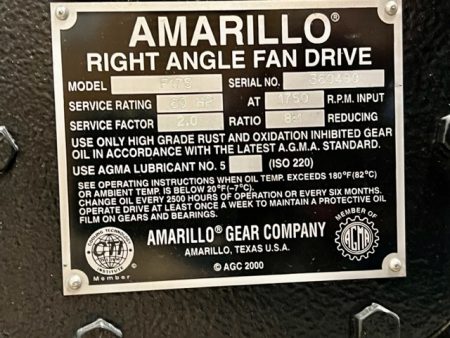 AMARILLO®
RIGHT ANGLE FAN DRIVE
MODEL SERIAL NO.
SERVICE RATING 60 HP AT 1750 R.P.M. INPUT
SERVICE FACTOR 2.0 RATIO REDUCING
USE ONLY HIGH GRADE RUST AND OXIDATION INHIBITED GEAR
OIL IN ACCORDANCE WITH THE LATEST A.G.M.A. STANDARD.
USE AGMA LUBRICANT NO. 5 (ISO 220)
SEE OPERATING INSTRUCTIONS WHEN OIL TEMP. EXCEEDS 180°F(82°C)
OR AMBIENT TEMP. IS BELOW 20°F(-7°C).
CHANGE OIL EVERY 2500 HOURS OF OPERATION OR EVERY SIX MONTHS.
OPERATE DRIVE AT LEAST ONCE A WEEK TO MAINTAIN A PROTECTIVE OIL
FILM ON GEARS AND BEARINGS.
COOLING TECHNOLOGY
CTI
INSTITUTE
Member
AMARILLO® GEAR COMPANY
AMARILLO, TEXAS U.S.A.
© AGC 2000
MEMBER OF
AGMA